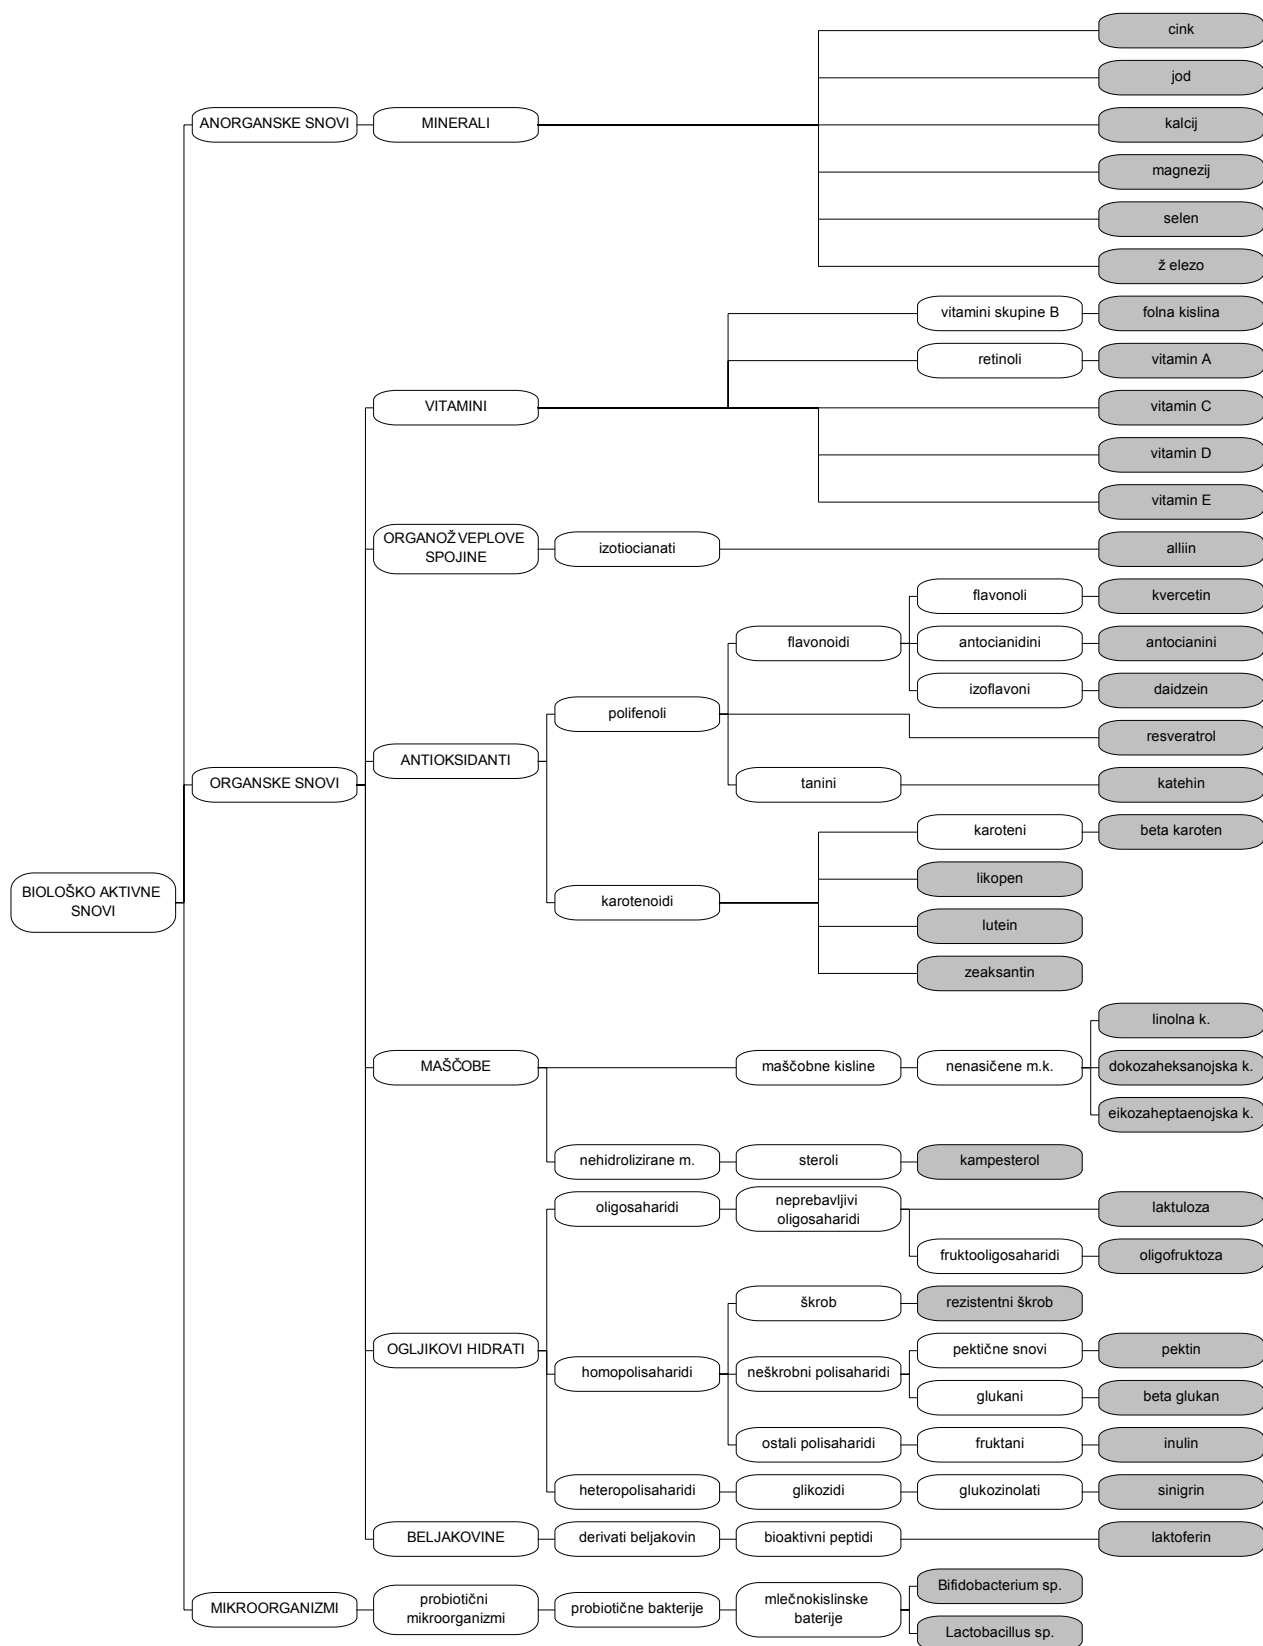 cink
jod
ANORGANSKE SNOVI
MINERALI
kalcij
magnezij
selen
ž elezo
vitamini skupine B
folna kislina
retinoli
vitamin A
VITAMINI
vitamin C
vitamin D
vitamin E
ORGANOŽ VEPLOVE
SPOJINE
izotiocianati
alliin
flavonoli
kvercetin
flavonoidi
antocianidini
antocianini
izoflavoni
daidzein
polifenoli
resveratrol
ANTIOKSIDANTI
ORGANSKE SNOVI
tanini
katehin
karoteni
beta karoten
likopen
BIOLOŠKO AKTIVNE
SNOVI
karotenoidi
lutein
zeaksantin
linolna k.
MAŠČOBE
maščobne kisline
nenasičene m.k.
dokozaheksanojska k.
eikozaheptaenojska k.
nehidrolizirane m.
steroli
kampesterol
oligosaharidi
neprebavljivi
oligosaharidi
laktuloza
fruktooligosaharidi
oligofruktoza
škrob
rezistentni škrob
OGLJIKOVI HIDRATI
homopolisaharidi
neškrobni polisaharidi
pektične snovi
pektin
glukani
beta glukan
ostali polisaharidi
fruktani
inulin
heteropolisaharidi
glikozidi
glukozinolati
sinigrin
BELJAKOVINE
derivati beljakovin
bioaktivni peptidi
laktoferin
MIKROORGANIZMI
probiotični
mikroorganizmi
probiotične bakterije
mlečnokislinske
baterije
Bifidobacterium sp.
Lactobacillus sp.